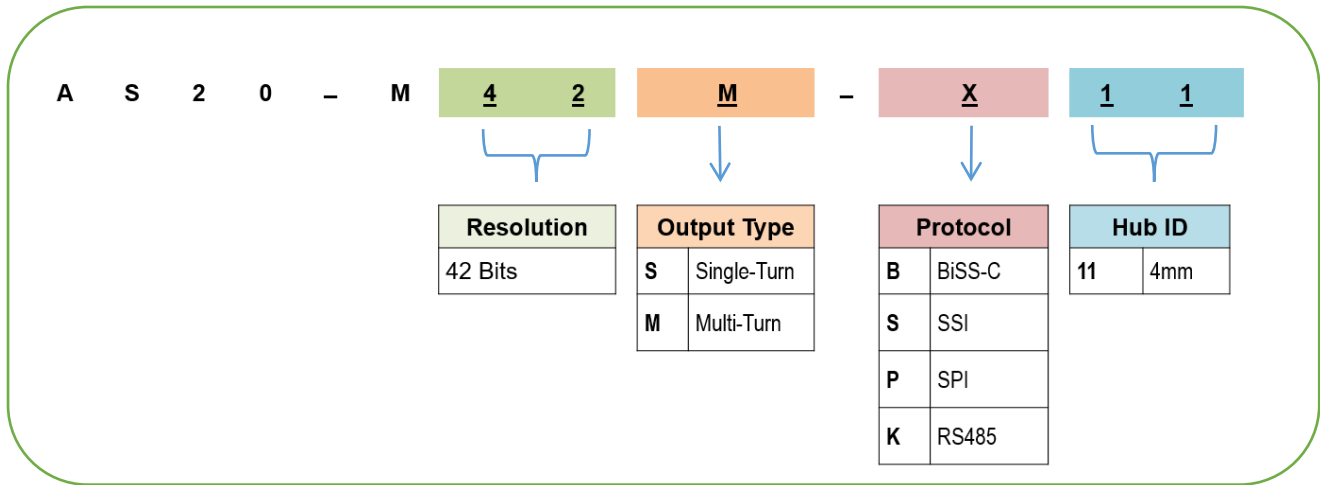 A S 2 0 – M 4 2 M – X 1 1
Resolution
42 Bits
Output Type
S Single-Turn
M Multi-Turn
Protocol
B BiSS-C
S SSI
P SPI
K RS485
Hub ID
11 4mm